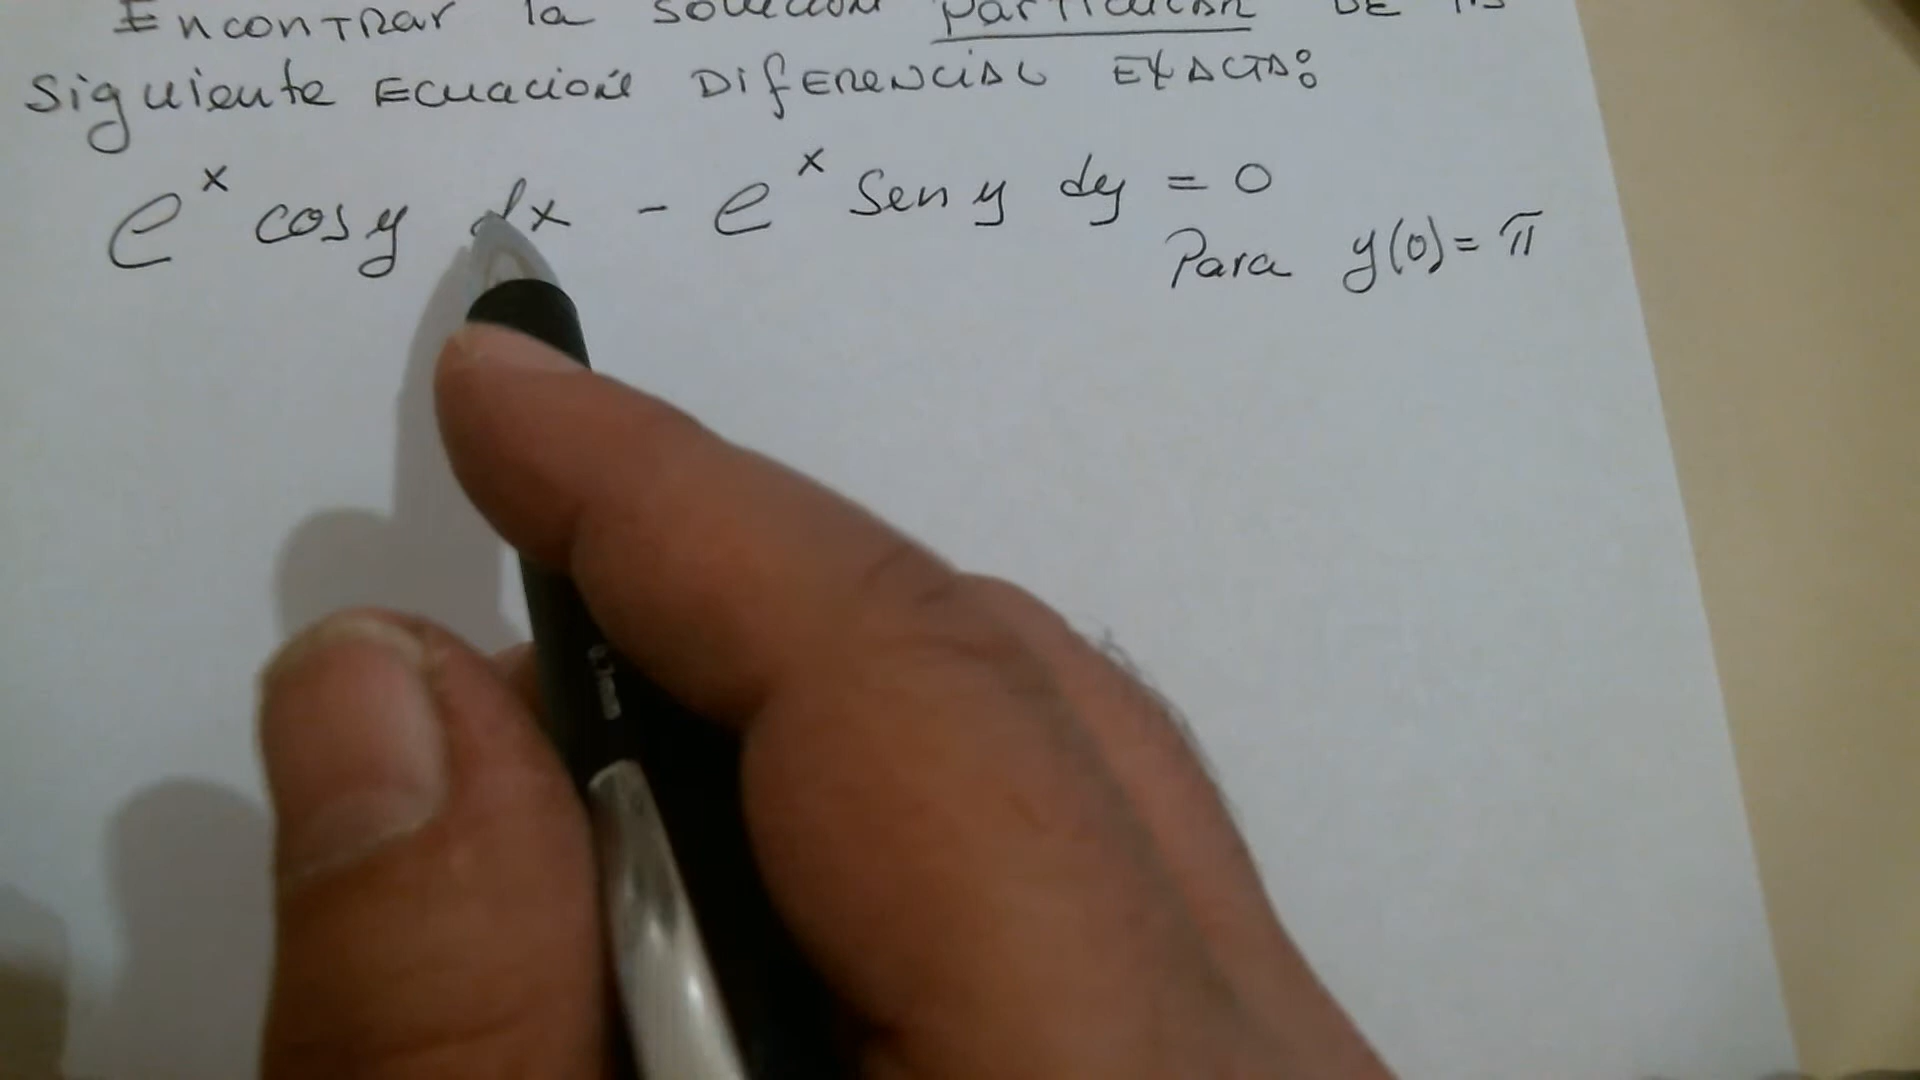 Encontrar la solución particular DE la
siguiente Ecuación DifERENCIAL EXACTA:
e^x cos y dx - e^x Sen y dy = 0
Para y(0) = π